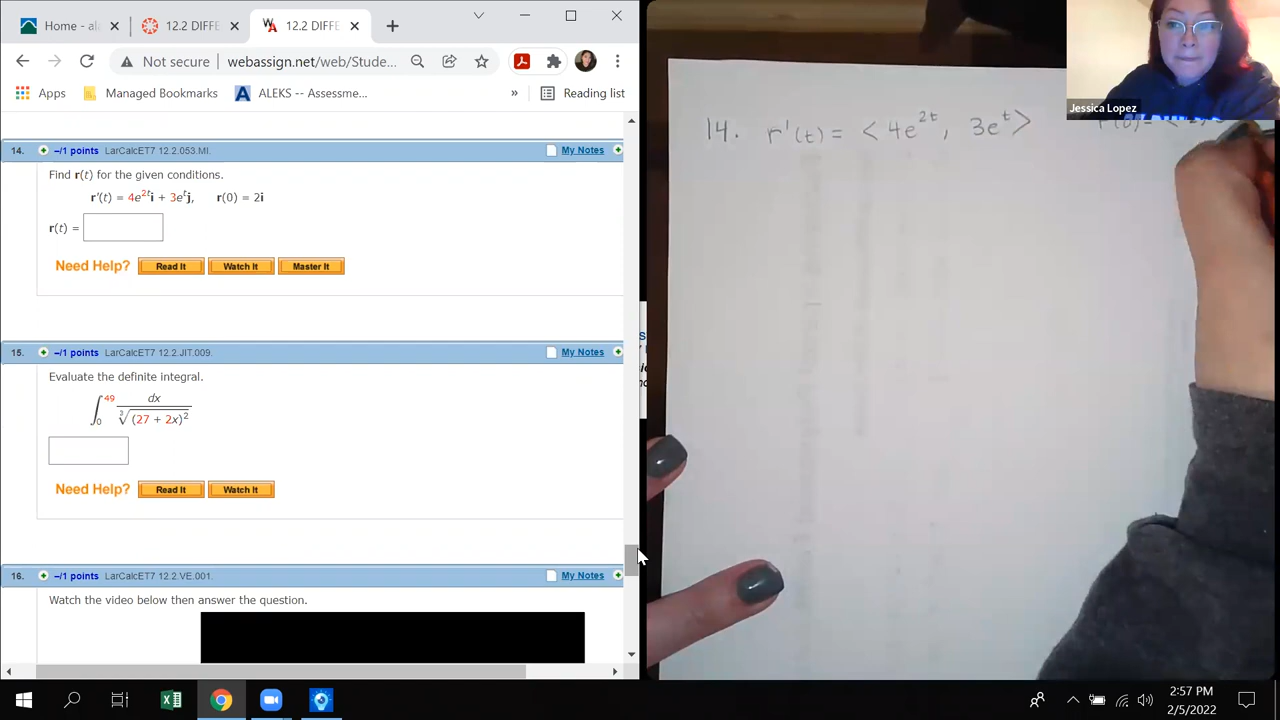 Home - al
12.2 DIFFE
12.2 DIFFE
Not secure
webassign.net/web/Stude...
Apps
Managed Bookmarks
ALEKS -- Assessme...
»
Reading list
14.
–/1 points
LarCalcET7 12.2.053.MI.
My Notes
Find r(t) for the given conditions.
r′(t) = 4e^2t i + 3e^t j, r(0) = 2i
r(t) =
Need Help? Read It Watch It Master It
15.
–/1 points
LarCalcET7 12.2.JIT.009.
My Notes
Evaluate the definite integral.
∫ 0 49 dx / ∛(27 + 2x)²
Need Help? Read It Watch It
16.
–/1 points
LarCalcET7 12.2.VE.001.
My Notes
Watch the video below then answer the question.
14. r'(t) = <4e^2t, 3e^t>
Jessica Lopez
2:57 PM
2/5/2022